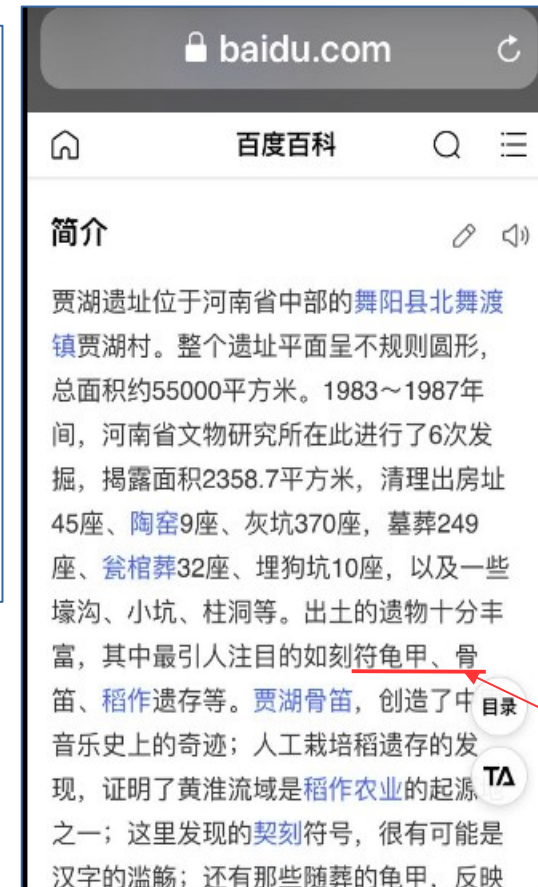 baidu.com
百度百科
简介
贾湖遗址位于河南省中部的舞阳县北舞渡
镇贾湖村。整个遗址平面呈不规则圆形，
总面积约55000平方米。1983～1987年
间，河南省文物研究所在此进行了6次发
掘，揭露面积2358.7平方米，清理出房址
45座、陶窑9座、灰坑370座，墓葬249
座、瓮棺葬32座、埋狗坑10座，以及一些
壕沟、小坑、柱洞等。出土的遗物十分丰
富，其中最引人注目的如刻符龟甲、骨
笛、稻作遗存等。贾湖骨笛，创造了中
目录
音乐史上的奇迹；人工栽培稻遗存的发
现，证明了黄淮流域是稻作农业的起源
TA
之一；这里发现的契刻符号，很有可能是
汉字的滥觞；还有那些随葬的龟甲，反映